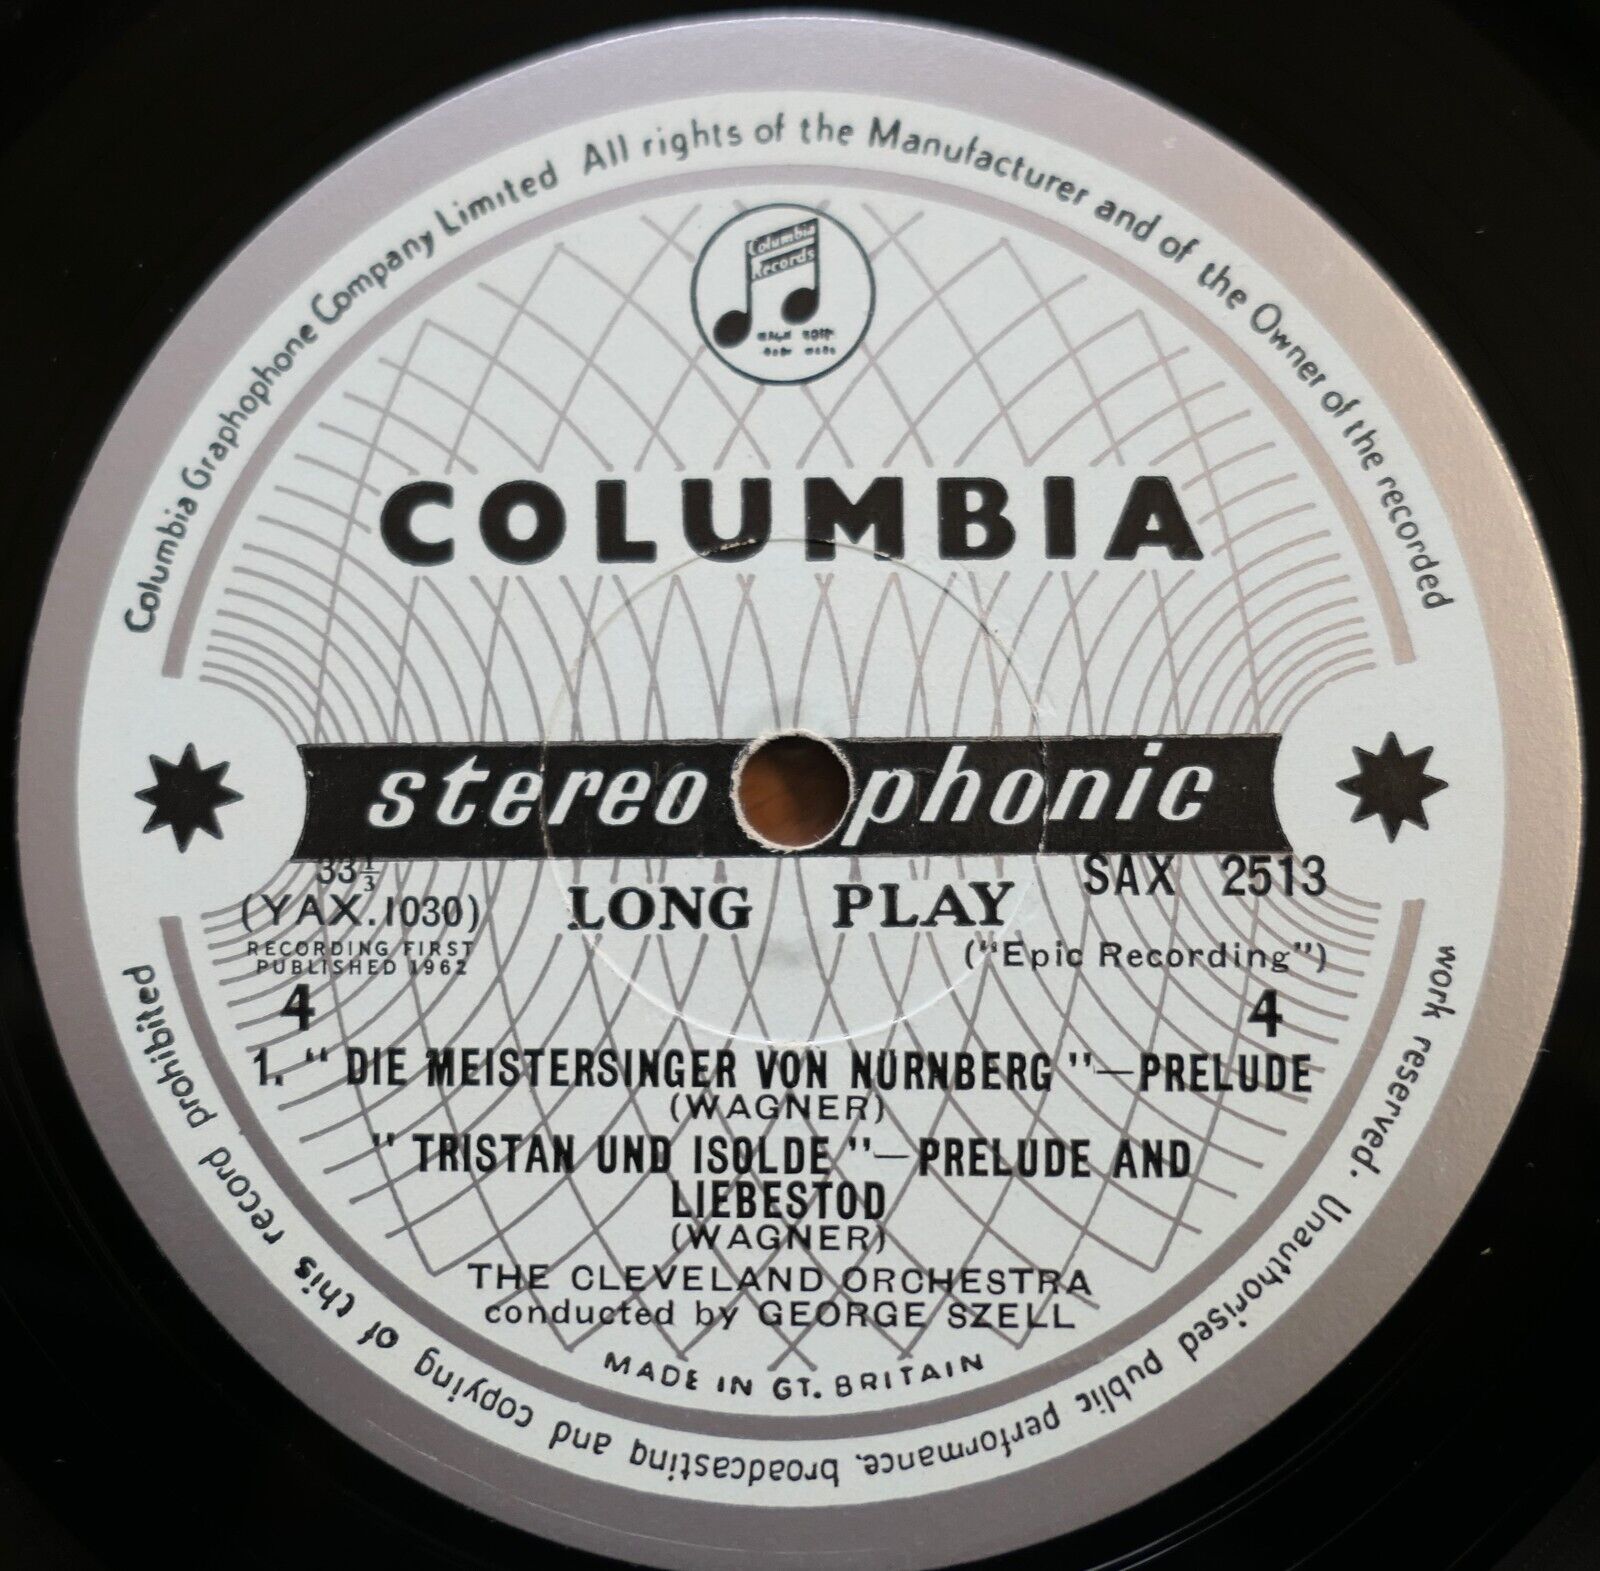 Columbia Graphophone Company Limited All rights of the Manufacturer and of the Owner of the recorded
work reserved. Unauthorised public performance, broadcasting and copying of this record prohibited
Columbia
Records
COLUMBIA
stereo phonic
33⅓
(YAX.1030)
RECORDING FIRST
PUBLISHED 1962
4
LONG PLAY
SAX 2513
("Epic Recording")
4
1. "DIE MEISTERSINGER VON NÜRNBERG"—PRELUDE
(WAGNER)
"TRISTAN UND ISOLDE"—PRELUDE AND
LIEBESTOD
(WAGNER)
THE CLEVELAND ORCHESTRA
conducted by GEORGE SZELL
MADE IN GT. BRITAIN